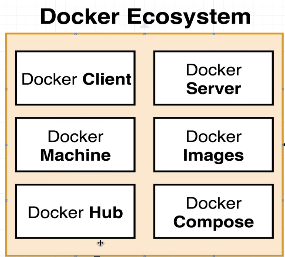 Docker Ecosystem
Docker Client
Docker
Server
Docker
Machine
Docker
Images
Docker Hub
Docker
Compose